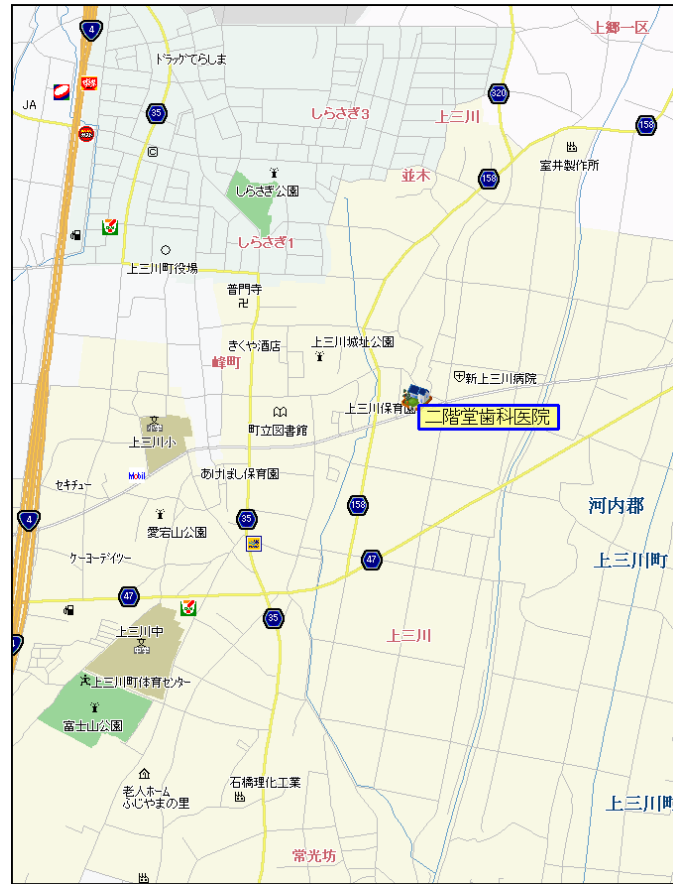 4
上郷一区
ドラッグてらしま
JA
35
しらさぎ3
上三川
320
158
158
室井製作所
並木
しらさぎ公園
しらさぎ1
上三川町役場
普門寺
きくや酒店
上三川城址公園
峰町
新上三川病院
上三川保育園
二階堂歯科医院
町立図書館
上三川小
Mobil
あけぼし保育園
セキチュー
4
35
158
愛宕山公園
河内郡
ケーヨーデイツー
47
上三川町
47
35
上三川中
上三川
上三川町体育センター
富士山公園
老人ホーム
ふじやまの里
石橋理化工業
上三川町
常光坊